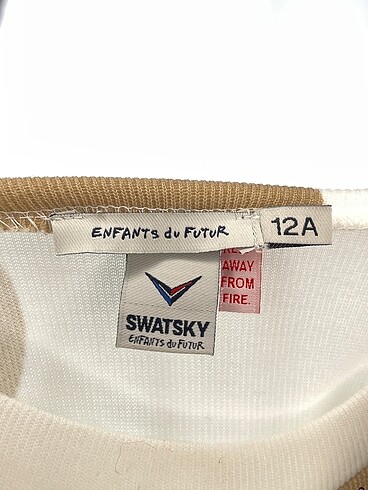 ENFANTS du FUTUR
12A
AWAY
FROM
FIRE.
SWATSKY
ENFANTS du FUTUR